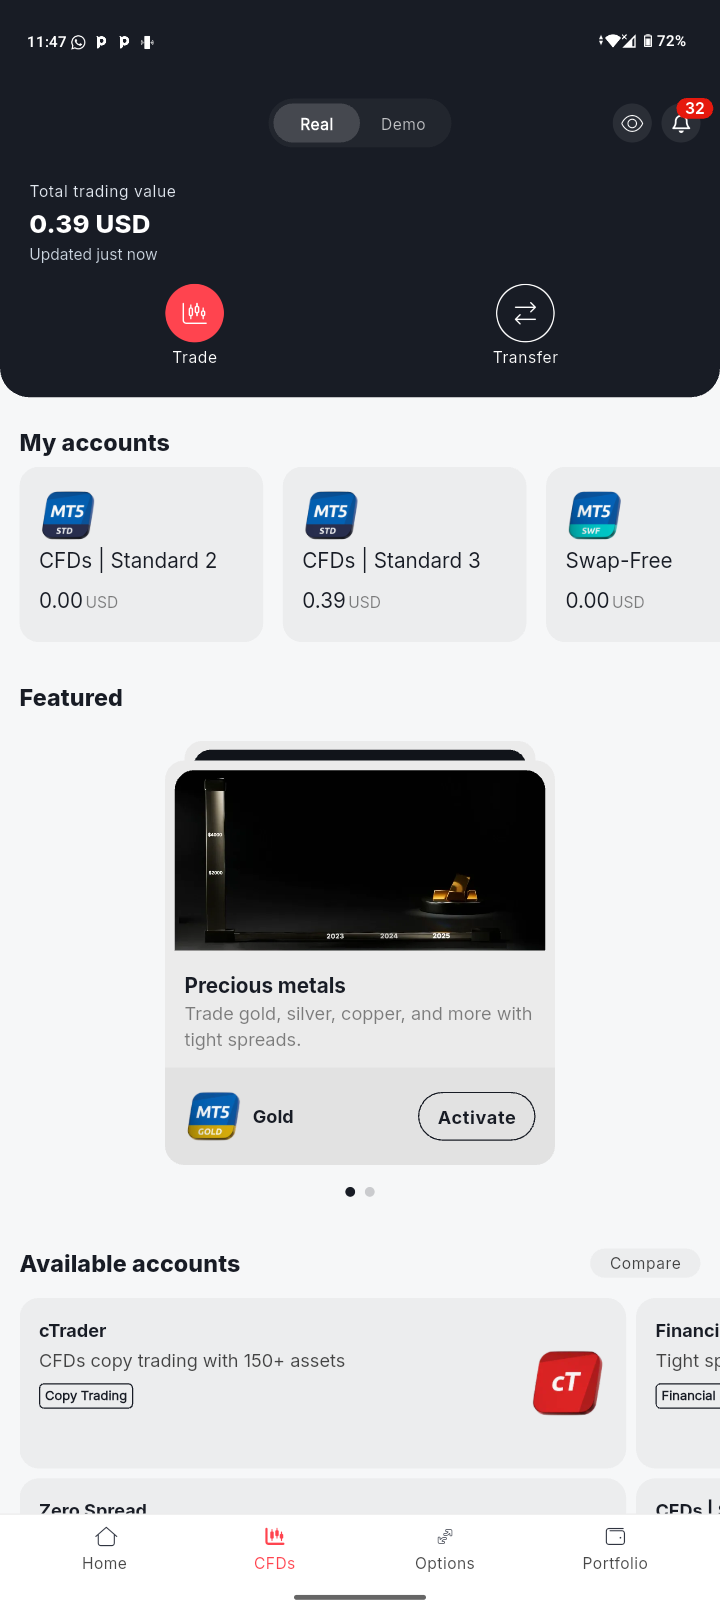 11:47
72%
Real
Demo
32
Total trading value
0.39 USD
Updated just now
Trade
Transfer
My accounts
MT5
STD
CFDs | Standard 2
0.00 USD
MT5
STD
CFDs | Standard 3
0.39 USD
MT5
SWF
Swap-Free
0.00 USD
Featured
$4000
$2000
2023 2024 2025
Precious metals
Trade gold, silver, copper, and more with
tight spreads.
MT5
GOLD
Gold
Activate
Available accounts
Compare
cTrader
CFDs copy trading with 150+ assets
Copy Trading
cT
Financi
Tight sp
Financial
Zero Spread
CFDs |
Home
CFDs
Options
Portfolio